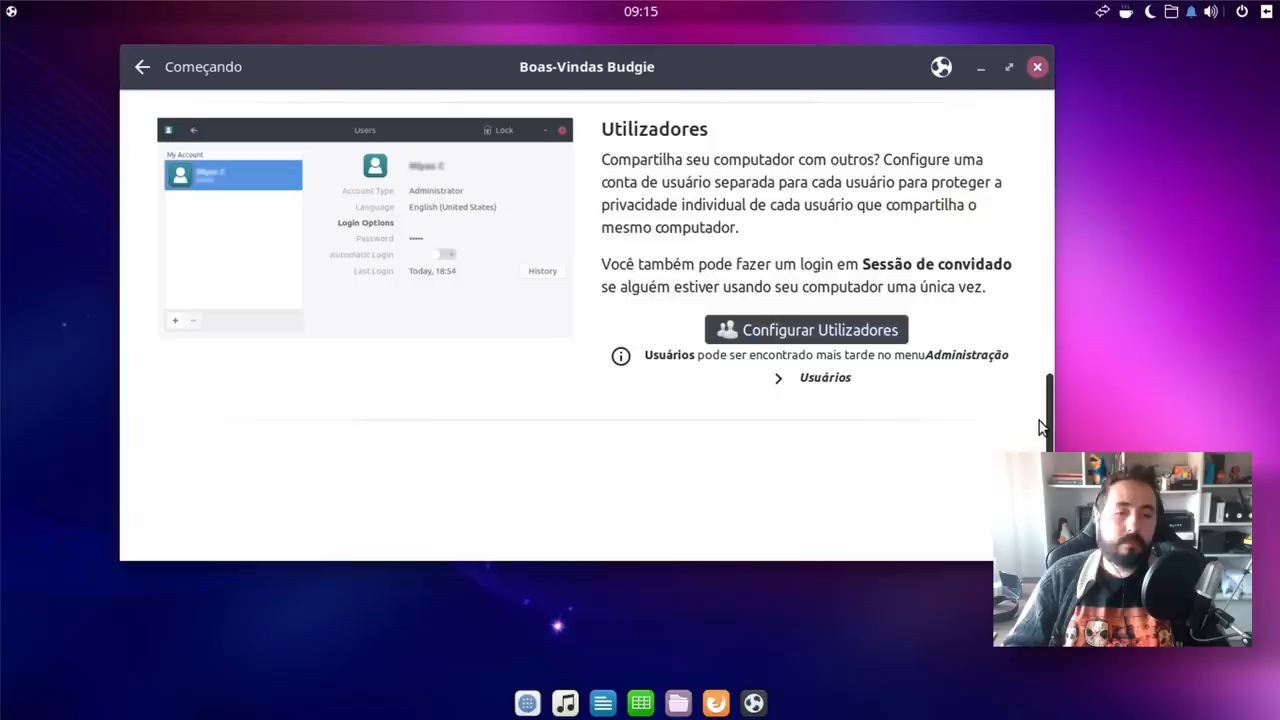 09:15
Começando
Boas-Vindas Budgie
Users
Lock
My Account
Account Type
Administrator
Language
English (United States)
Login Options
Password
Automatic Login
Last Login
Today, 18:54
History
Utilizadores
Compartilha seu computador com outros? Configure uma
conta de usuário separada para cada usuário para proteger a
privacidade individual de cada usuário que compartilha o
mesmo computador.
Você também pode fazer um login em Sessão de convidado
se alguém estiver usando seu computador uma única vez.
Configurar Utilizadores
Usuários pode ser encontrado mais tarde no menuAdministração
Usuários